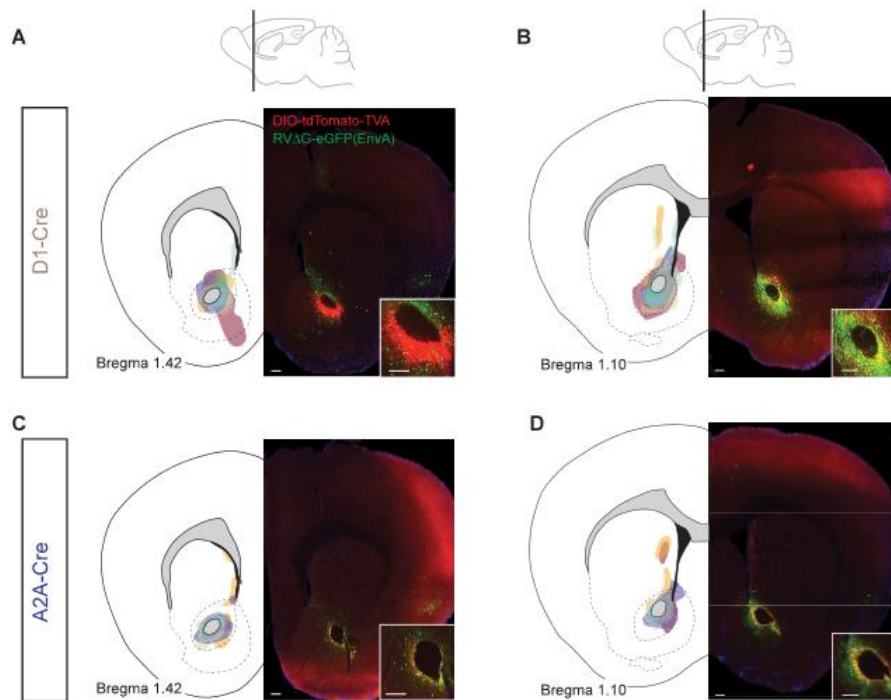 A
B
D1-Cre
DIO-tdTomato-TVA
RVΔG-eGFP(EnvA)
Bregma 1.42
Bregma 1.10
C
D
A2A-Cre
Bregma 1.42
Bregma 1.10